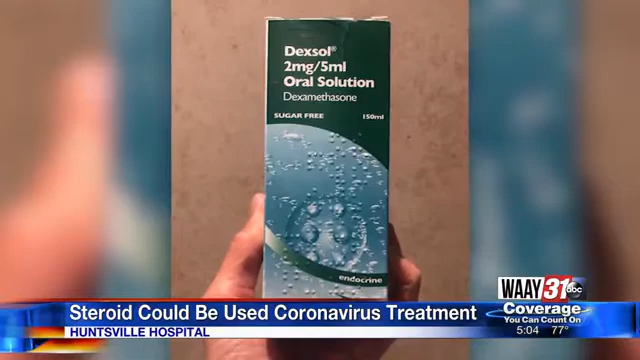 Dexsol®
2mg/5ml
Oral Solution
Dexamethasone
SUGAR FREE 150ml
endocrine
Steroid Could Be Used Coronavirus Treatment
HUNTSVILLE HOSPITAL
WAAY 31 abc
Coverage
You Can Count On
5:04 77°